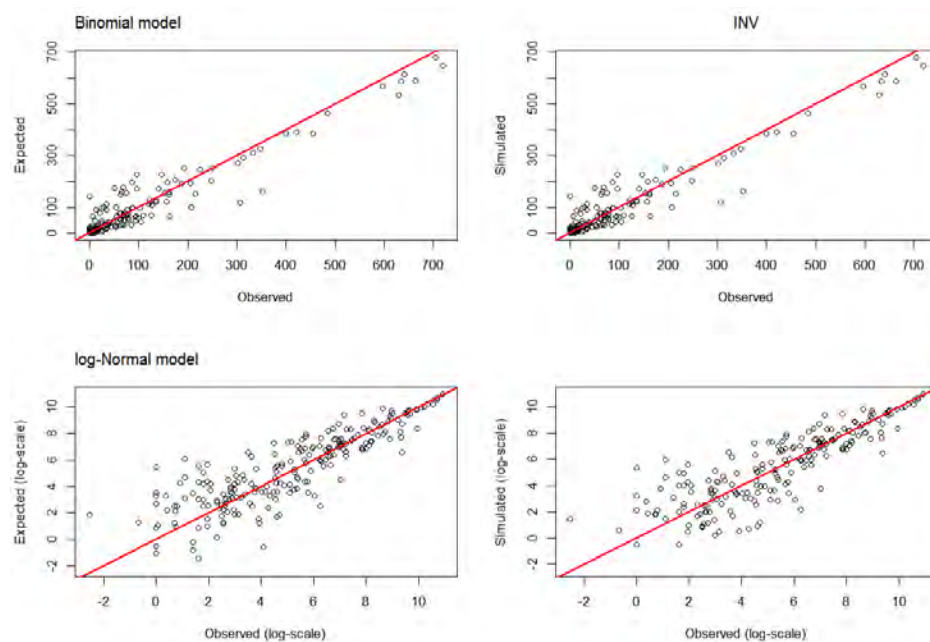 Binomial model
INV
700
500
300
100
0
Expected
0 100 200 300 400 500 600 700
Observed
700
500
300
100
0
Simulated
0 100 200 300 400 500 600 700
Observed
log-Normal model
10
8
6
4
2
0
-2
Expected (log-scale)
-2 0 2 4 6 8 10
Observed (log-scale)
10
8
6
4
2
0
-2
Simulated (log-scale)
-2 0 2 4 6 8 10
Observed (log-scale)